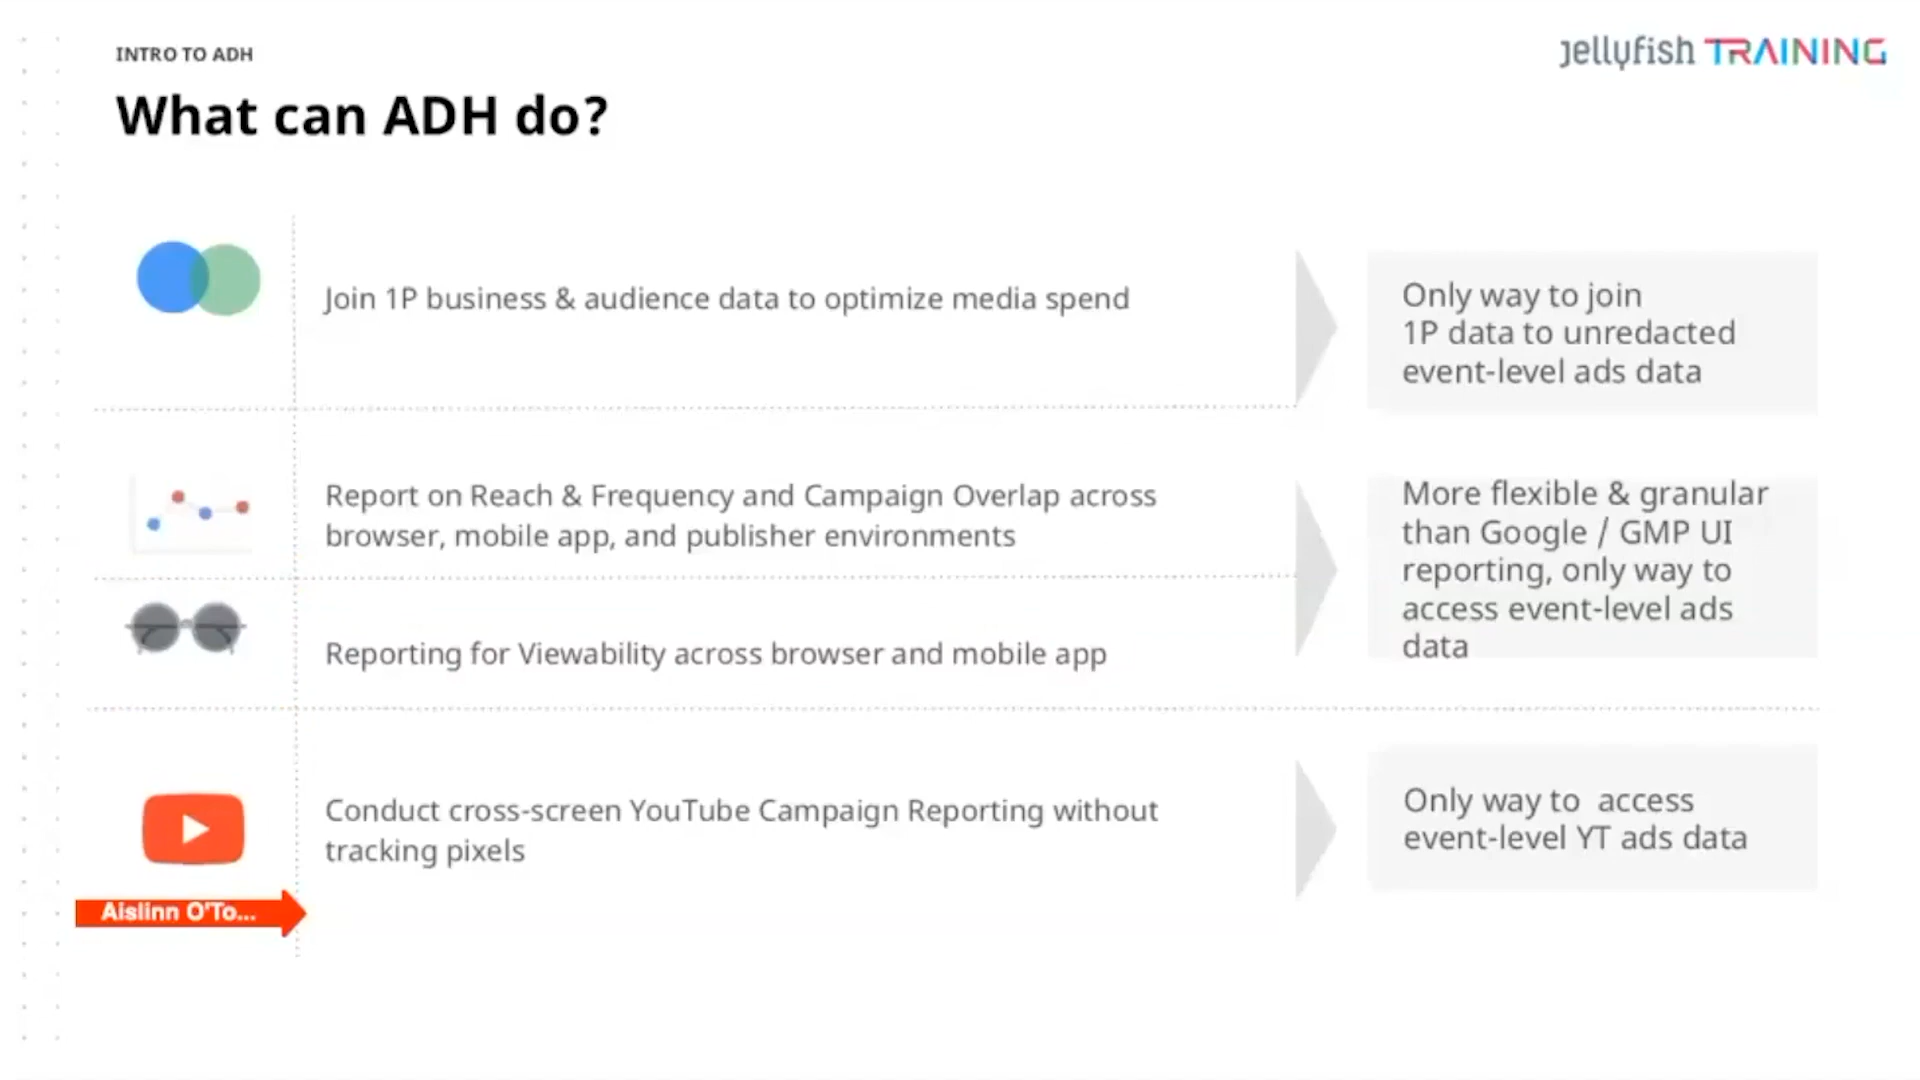 INTRO TO ADH
jellyfish TRAINING
What can ADH do?
Join 1P business & audience data to optimize media spend
Only way to join
1P data to unredacted
event-level ads data
Report on Reach & Frequency and Campaign Overlap across
browser, mobile app, and publisher environments
More flexible & granular
than Google / GMP UI
reporting, only way to
access event-level ads
data
Reporting for Viewability across browser and mobile app
Conduct cross-screen YouTube Campaign Reporting without
tracking pixels
Only way to  access
event-level YT ads data
Aislinn O'To...